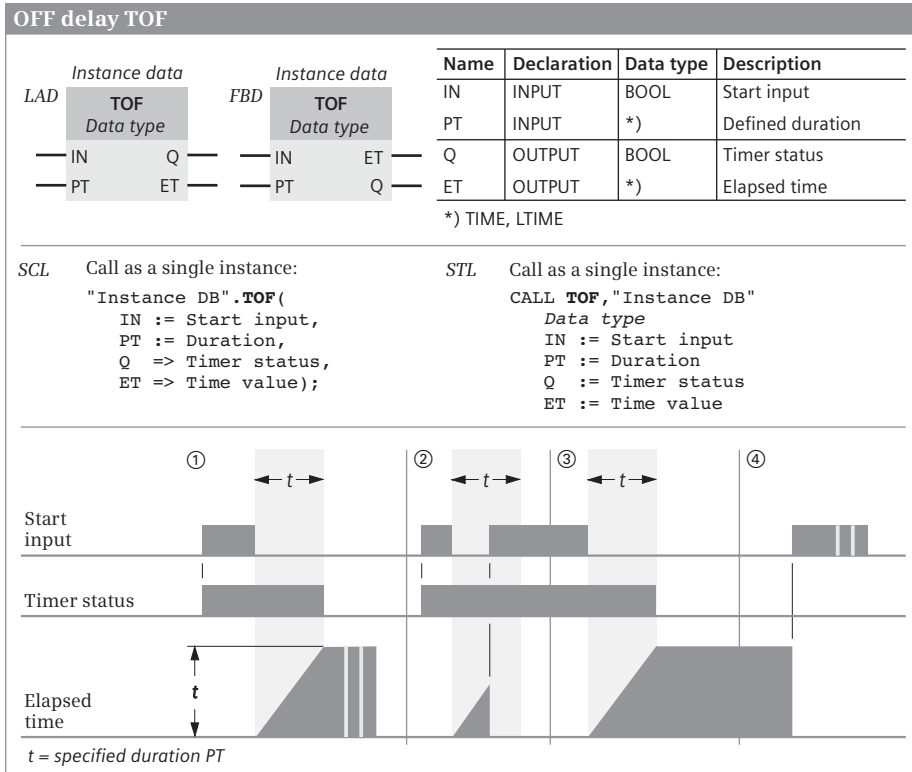 OFF delay TOF
LAD
Instance data
TOF
Data type
IN Q
PT ET
FBD
Instance data
TOF
Data type
IN ET
PT Q
Name Declaration Data type Description
IN INPUT BOOL Start input
PT INPUT *) Defined duration
Q OUTPUT BOOL Timer status
ET OUTPUT *) Elapsed time
*) TIME, LTIME
SCL Call as a single instance:
"Instance DB".TOF(
IN := Start input,
PT := Duration,
Q => Timer status,
ET => Time value);
STL Call as a single instance:
CALL TOF,"Instance DB"
Data type
IN := Start input
PT := Duration
Q := Timer status
ET := Time value
① ② ③ ④
t t t
Start
input
Timer status
t
Elapsed
time
t = specified duration PT